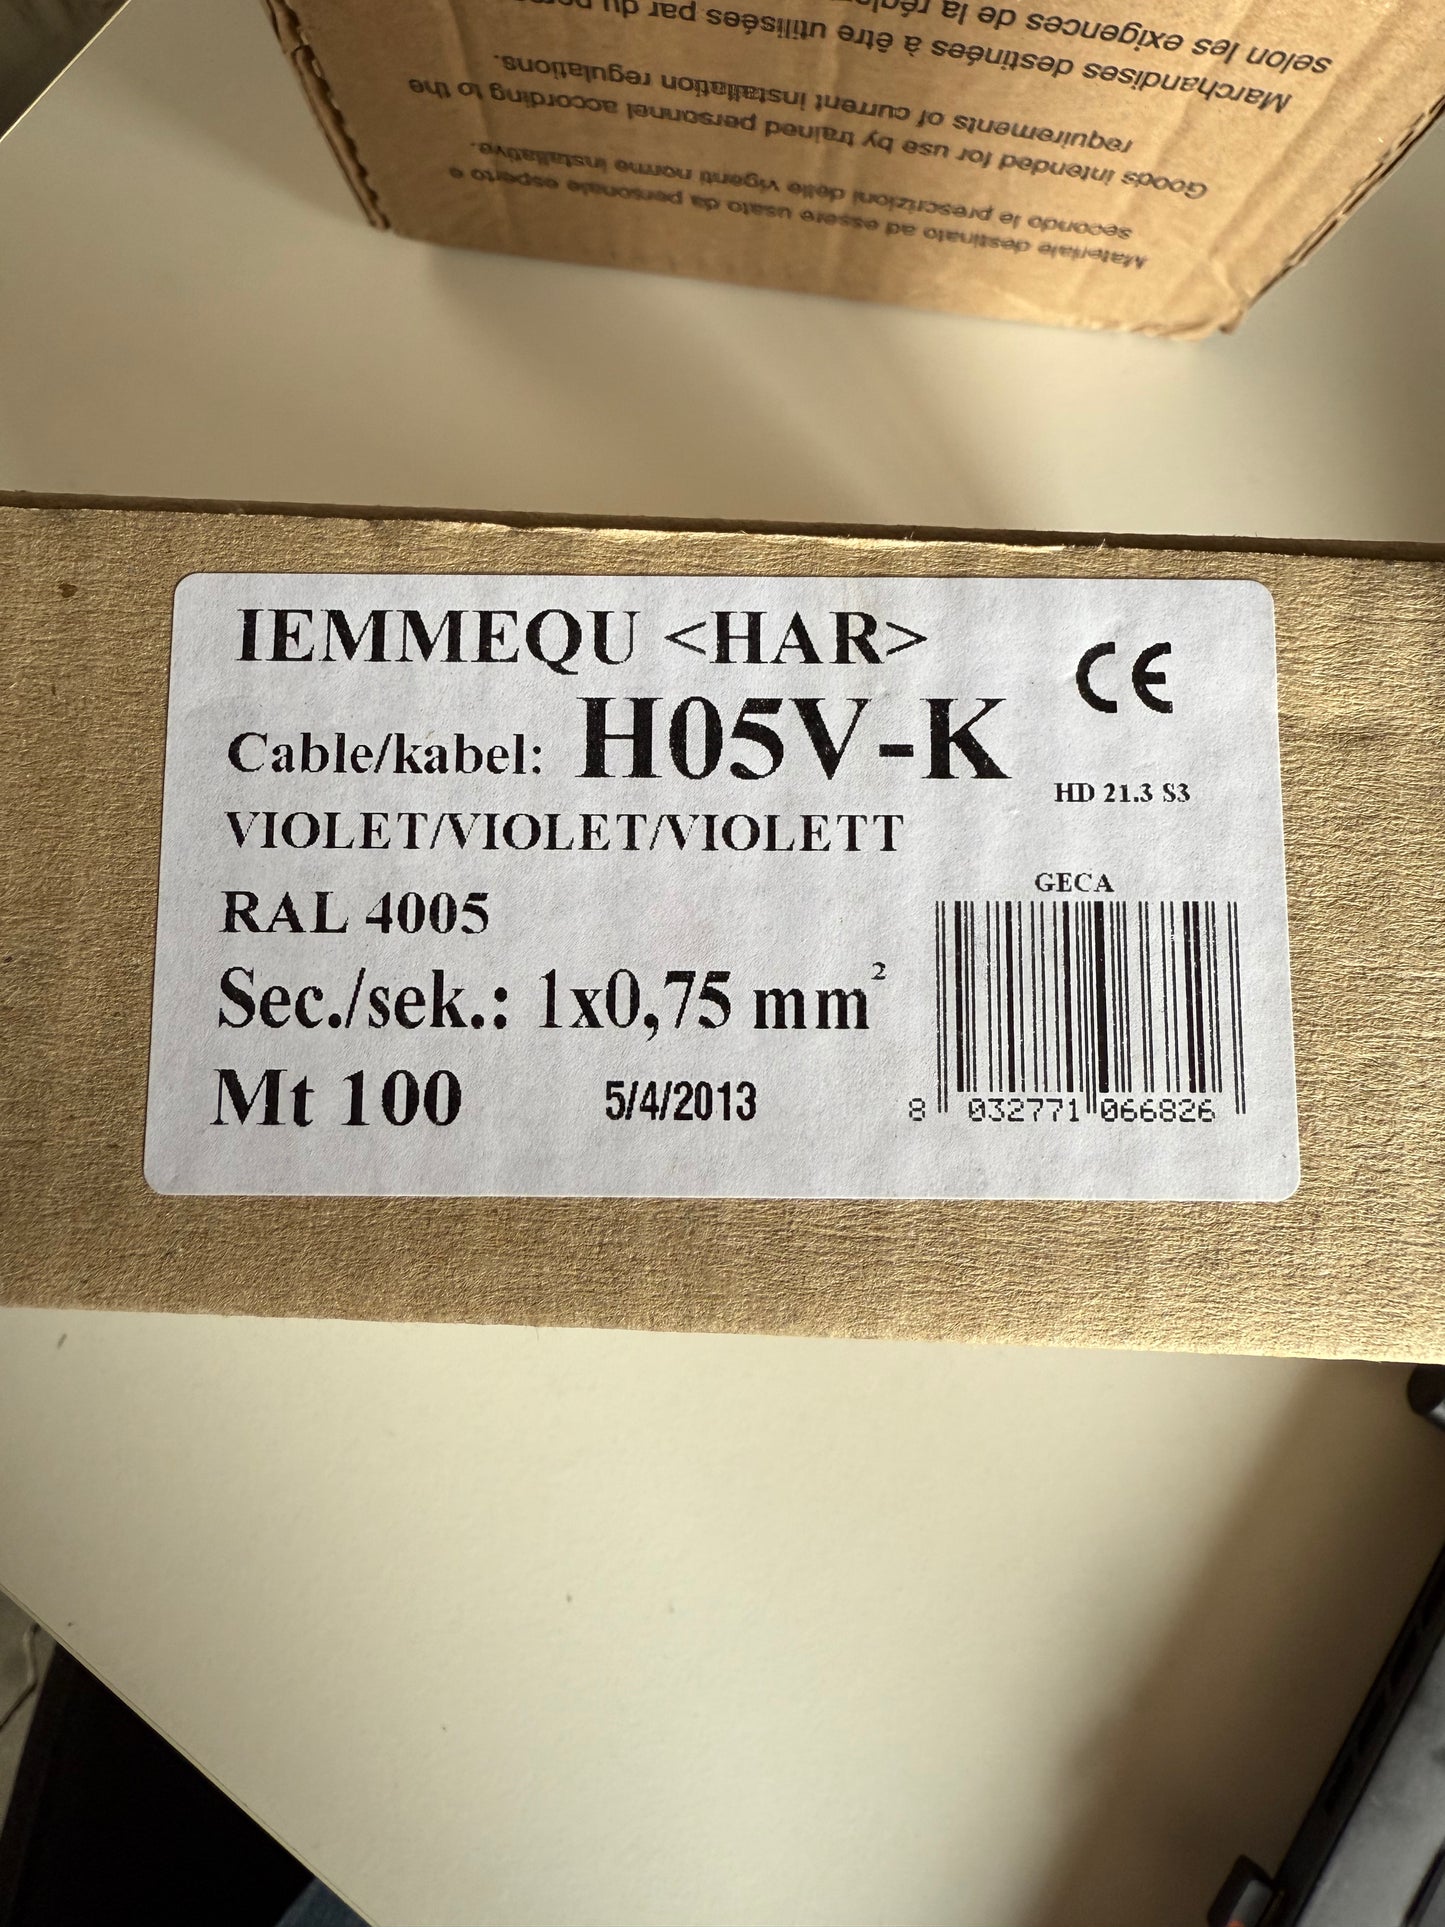 selon les exigences de la
Marchandises destinées à être utilisées par du
requirements of current installation regulations.
Goods intended for use by trained personnel according to the
secondo le prescrizioni delle vigenti norme installative.
Materiale destinato ad essere usato da personale esperto e
IEMMEQU <HAR>
CE
Cable/kabel: H05V-K
HD 21.3 S3
VIOLET/VIOLET/VIOLETT
RAL 4005
GECA
Sec./sek.: 1x0,75 mm²
Mt 100 5/4/2013
8 032771 066826